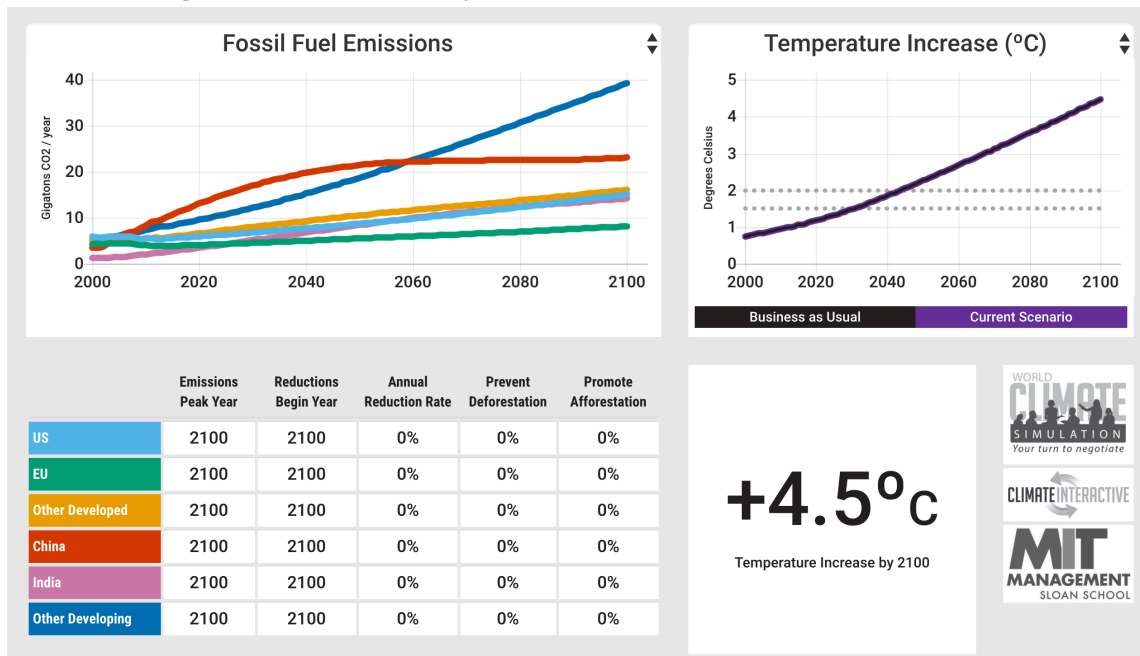 Fossil Fuel Emissions
Gigatons CO2 / year
40
30
20
10
0
2000 2020 2040 2060 2080 2100
Temperature Increase (ºC)
Degrees Celsius
5
4
3
2
1
0
2000 2020 2040 2060 2080 2100
Business as Usual Current Scenario
Emissions Reductions Annual Prevent Promote
Peak Year Begin Year Reduction Rate Deforestation Afforestation
US 2100 2100 0% 0% 0%
EU 2100 2100 0% 0% 0%
Other Developed 2100 2100 0% 0% 0%
China 2100 2100 0% 0% 0%
India 2100 2100 0% 0% 0%
Other Developing 2100 2100 0% 0% 0%
+4.5ºC
Temperature Increase by 2100
WORLD
CLIMATE
SIMULATION
Your turn to negotiate
CLIMATE INTERACTIVE
MIT
MANAGEMENT
SLOAN SCHOOL